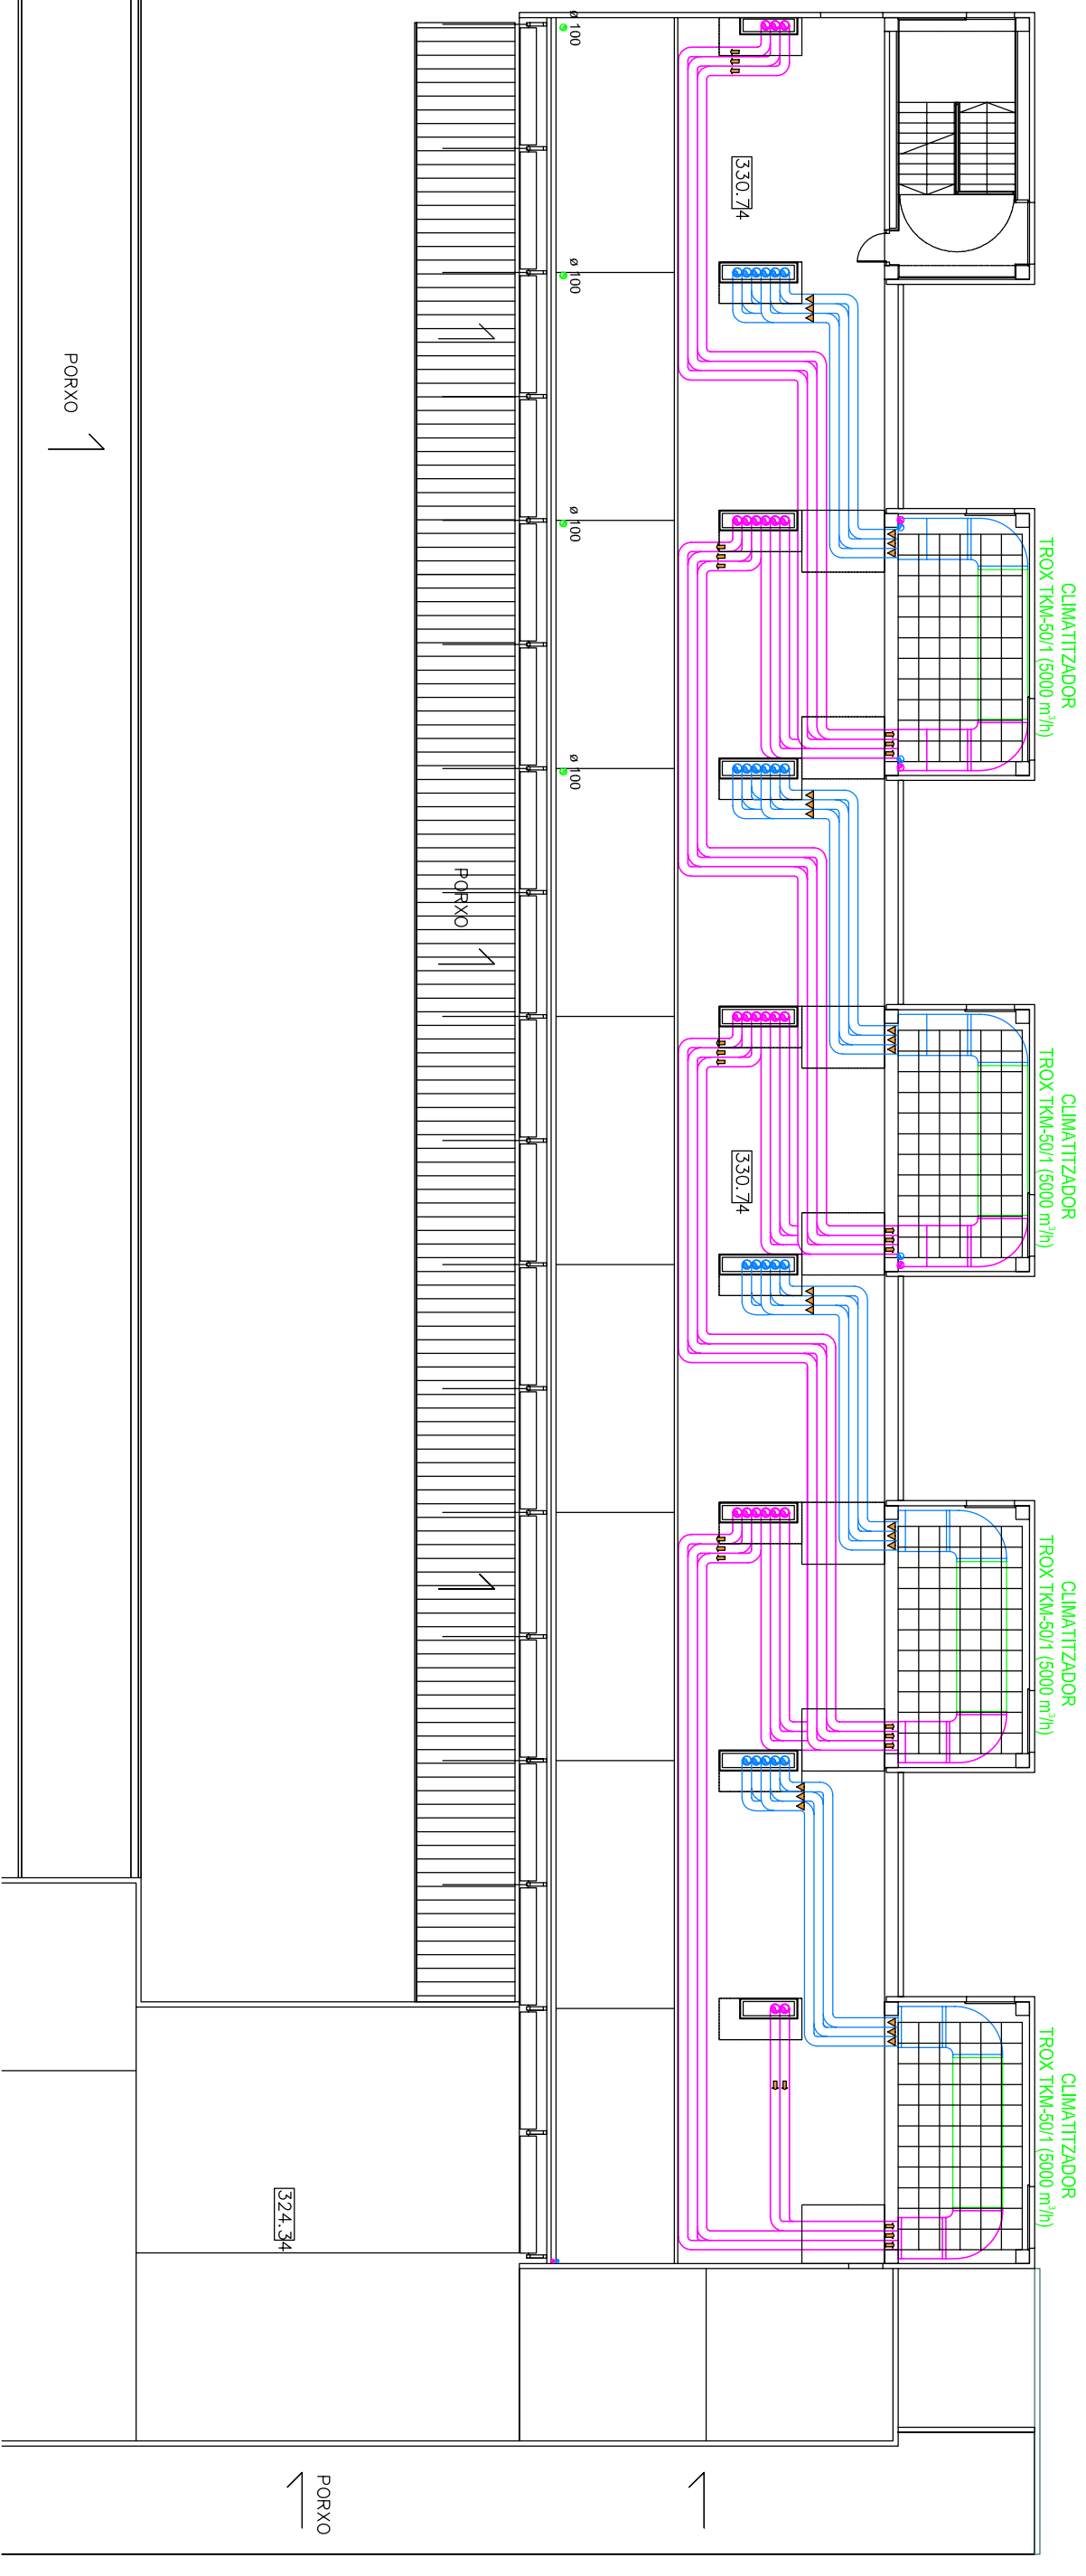 CLIMATITZADOR
TROX TKM-50/1 (5000 m³/h)
CLIMATITZADOR
TROX TKM-50/1 (5000 m³/h)
CLIMATITZADOR
TROX TKM-50/1 (5000 m³/h)
CLIMATITZADOR
TROX TKM-50/1 (5000 m³/h)
330.74
330.74
ø 100
ø 100
ø 100
ø 100
PORXO
PORXO
324.34
PORXO